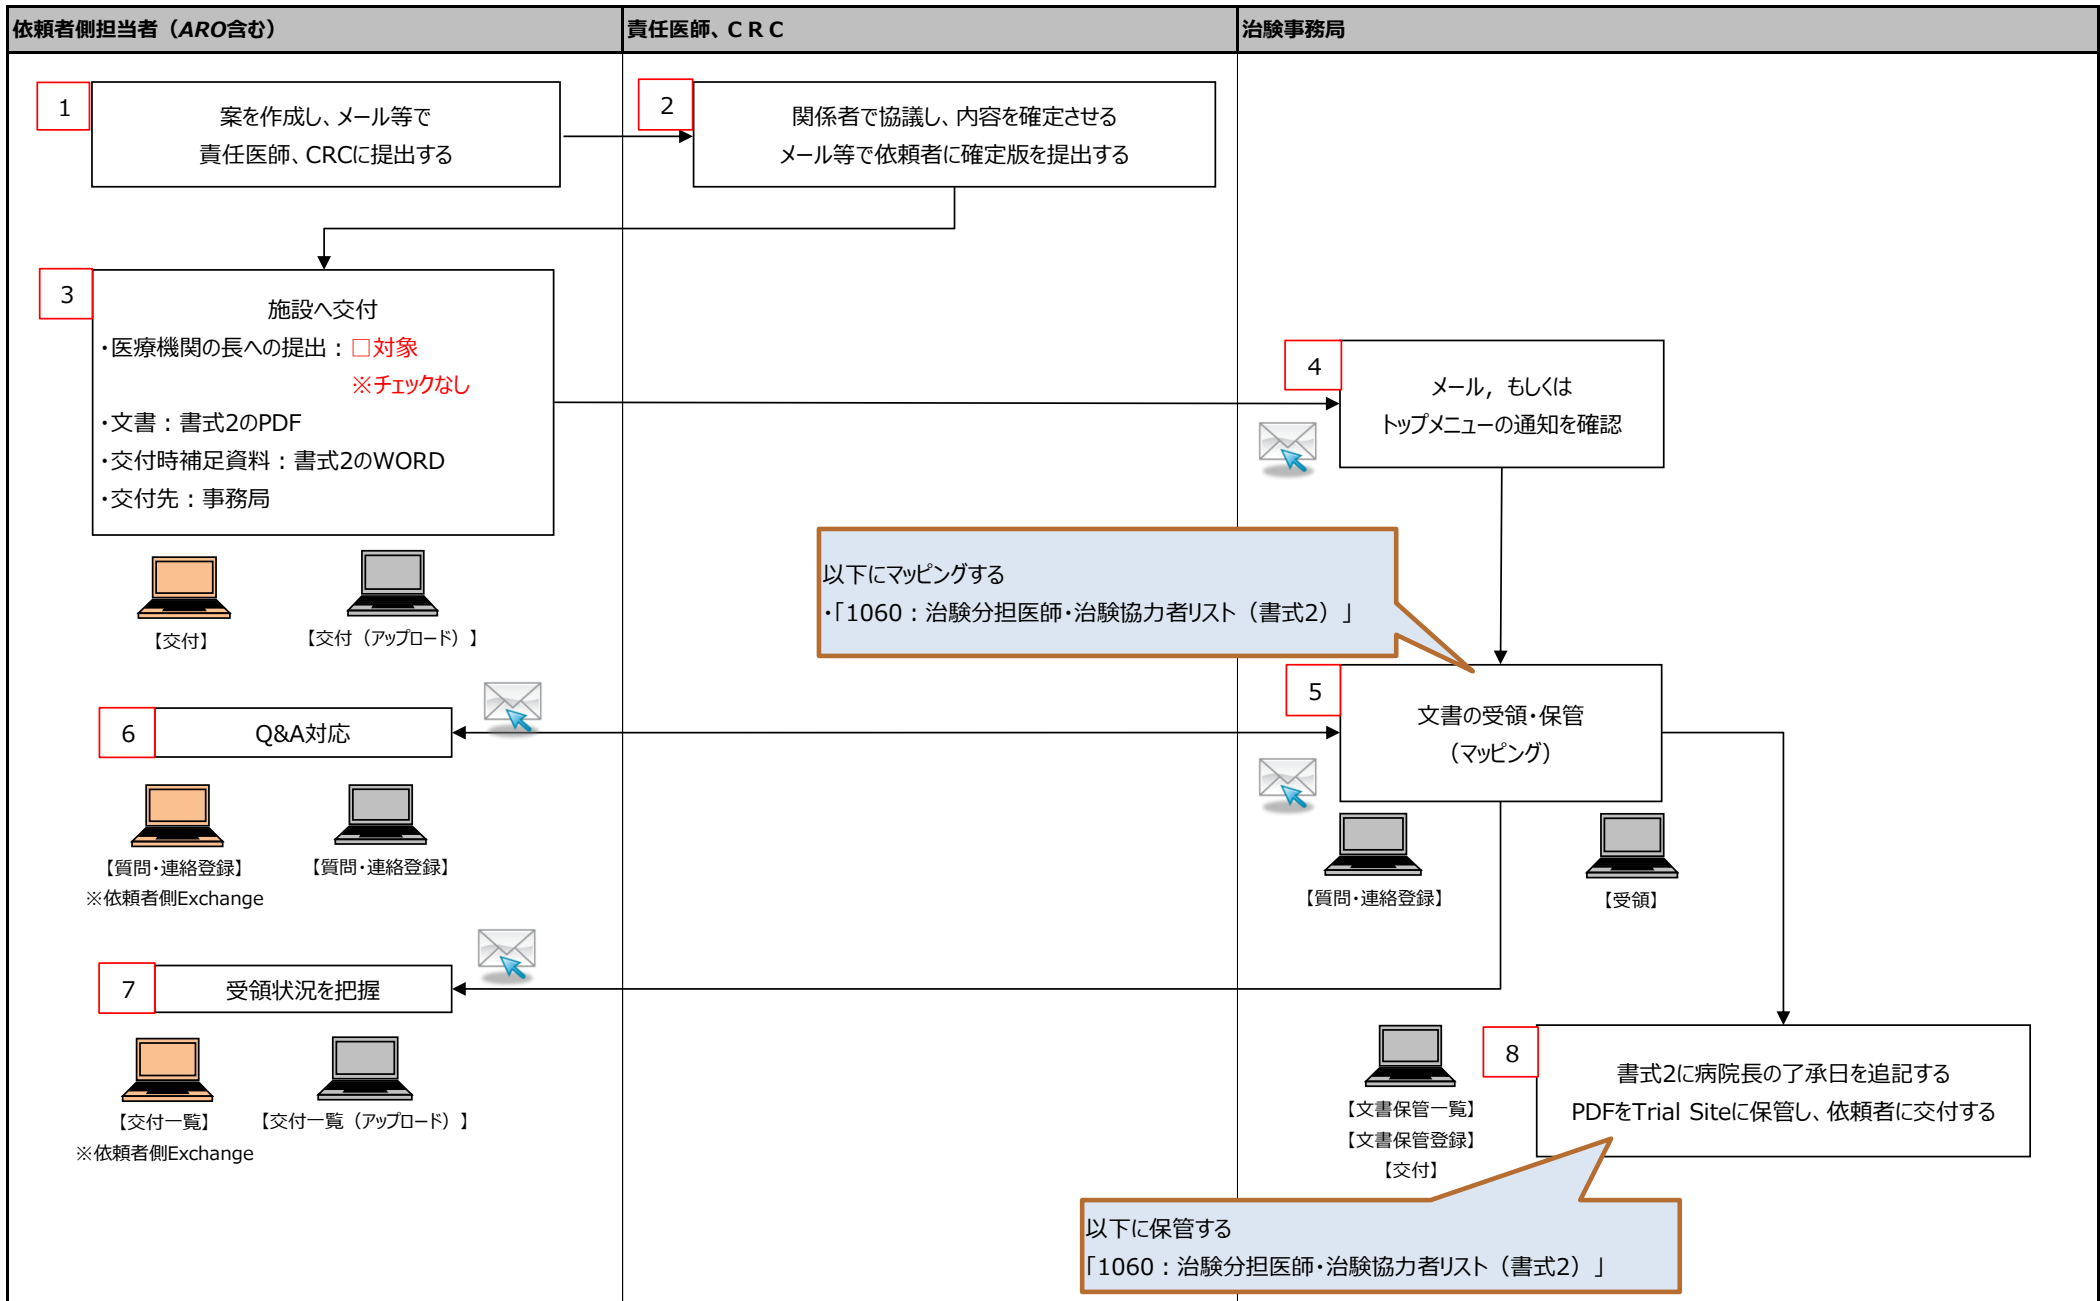 依頼者側担当者（ARO含む）
責任医師、ＣＲＣ
治験事務局
1
案を作成し、メール等で
責任医師、CRCに提出する
2
関係者で協議し、内容を確定させる
メール等で依頼者に確定版を提出する
3
施設へ交付
・医療機関の長への提出：□対象
※チェックなし
・文書：書式2のPDF
・交付時補足資料：書式2のWORD
・交付先：事務局
【交付】
【交付（アップロード）】
4
メール，もしくは
トップメニューの通知を確認
以下にマッピングする
・「1060：治験分担医師・治験協力者リスト（書式2）」
5
文書の受領・保管
（マッピング）
【質問・連絡登録】
【受領】
6
Q&A対応
【質問・連絡登録】
※依頼者側Exchange
【質問・連絡登録】
7
受領状況を把握
【交付一覧】
※依頼者側Exchange
【交付一覧（アップロード）】
8
書式2に病院長の了承日を追記する
PDFをTrial Siteに保管し、依頼者に交付する
【文書保管一覧】
【文書保管登録】
【交付】
以下に保管する
「1060：治験分担医師・治験協力者リスト（書式2）」